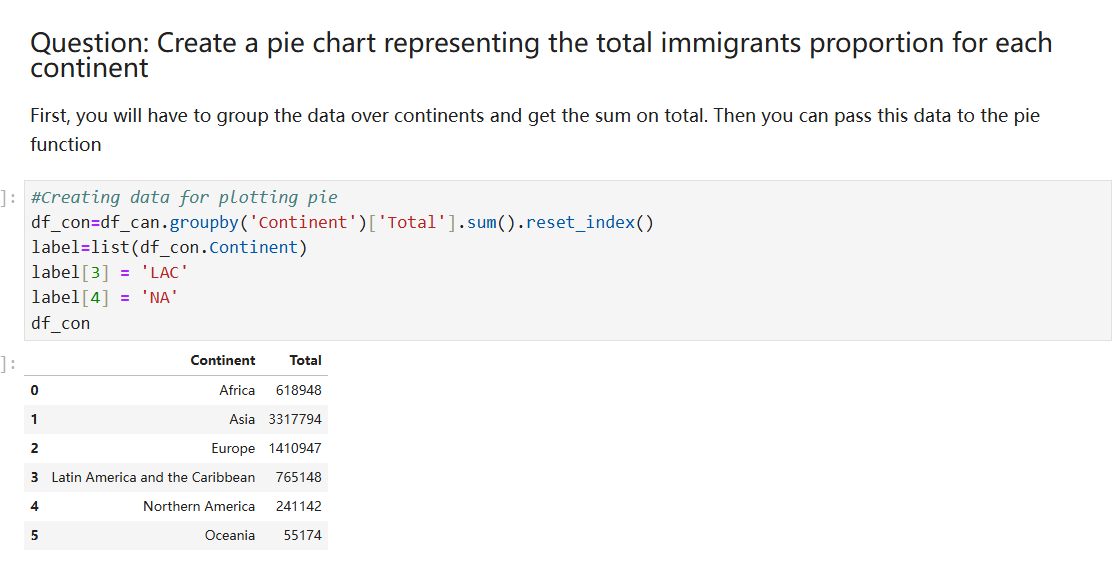 Question: Create a pie chart representing the total immigrants proportion for each
continent
First, you will have to group the data over continents and get the sum on total. Then you can pass this data to the pie
function
]: #Creating data for plotting pie
df_con=df_can.groupby('Continent')['Total'].sum().reset_index()
label=list(df_con.Continent)
label[3] = 'LAC'
label[4] = 'NA'
df_con
]: Continent Total
0 Africa 618948
1 Asia 3317794
2 Europe 1410947
3 Latin America and the Caribbean 765148
4 Northern America 241142
5 Oceania 55174